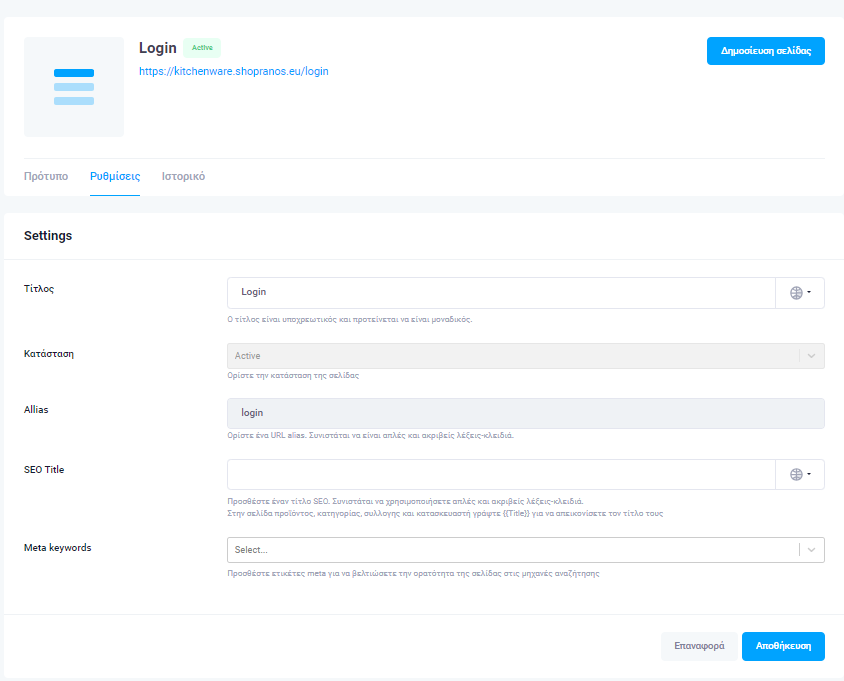 Login
Active
Δημοσίευση σελίδας
https://kitchenware.shopranos.eu/login
Πρότυπο
Ρυθμίσεις
Ιστορικό
Settings
Τίτλος
Login
Ο τίτλος είναι υποχρεωτικός και προτείνεται να είναι μοναδικός.
Κατάσταση
Active
Ορίστε την κατάσταση της σελίδας
Allias
login
Ορίστε ένα URL alias. Συνιστάται να είναι απλές και ακριβείς λέξεις-κλειδιά.
SEO Title
Προσθέστε έναν τίτλο SEO. Συνιστάται να χρησιμοποιήσετε απλές και ακριβείς λέξεις-κλειδιά.
Στην σελίδα προϊόντος, κατηγορίας, συλλογης και κατασκευαστή γράψτε {{Title}} για να απεικονίσετε τον τίτλο τους
Meta keywords
Select...
Προσθέστε ετικέτες meta για να βελτιώσετε την ορατότητα της σελίδας στις μηχανές αναζήτησης
Επαναφορά
Αποθήκευση